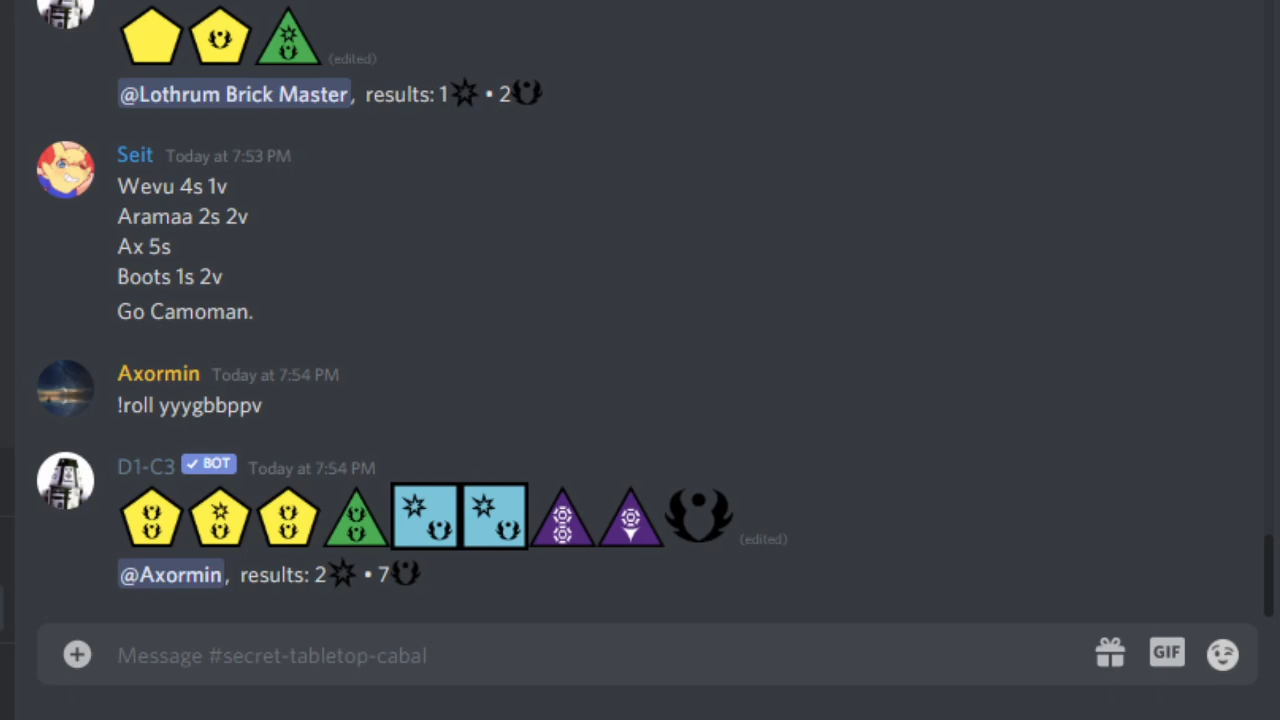 (edited)
@Lothrum Brick Master, results: 1 • 2
Seit Today at 7:53 PM
Wevu 4s 1v
Aramaa 2s 2v
Ax 5s
Boots 1s 2v
Go Camoman.
Axormin Today at 7:54 PM
!roll yyygbbppv
D1-C3 ✓ BOT Today at 7:54 PM
(edited)
@Axormin, results: 2 • 7
Message #secret-tabletop-cabal
GIF